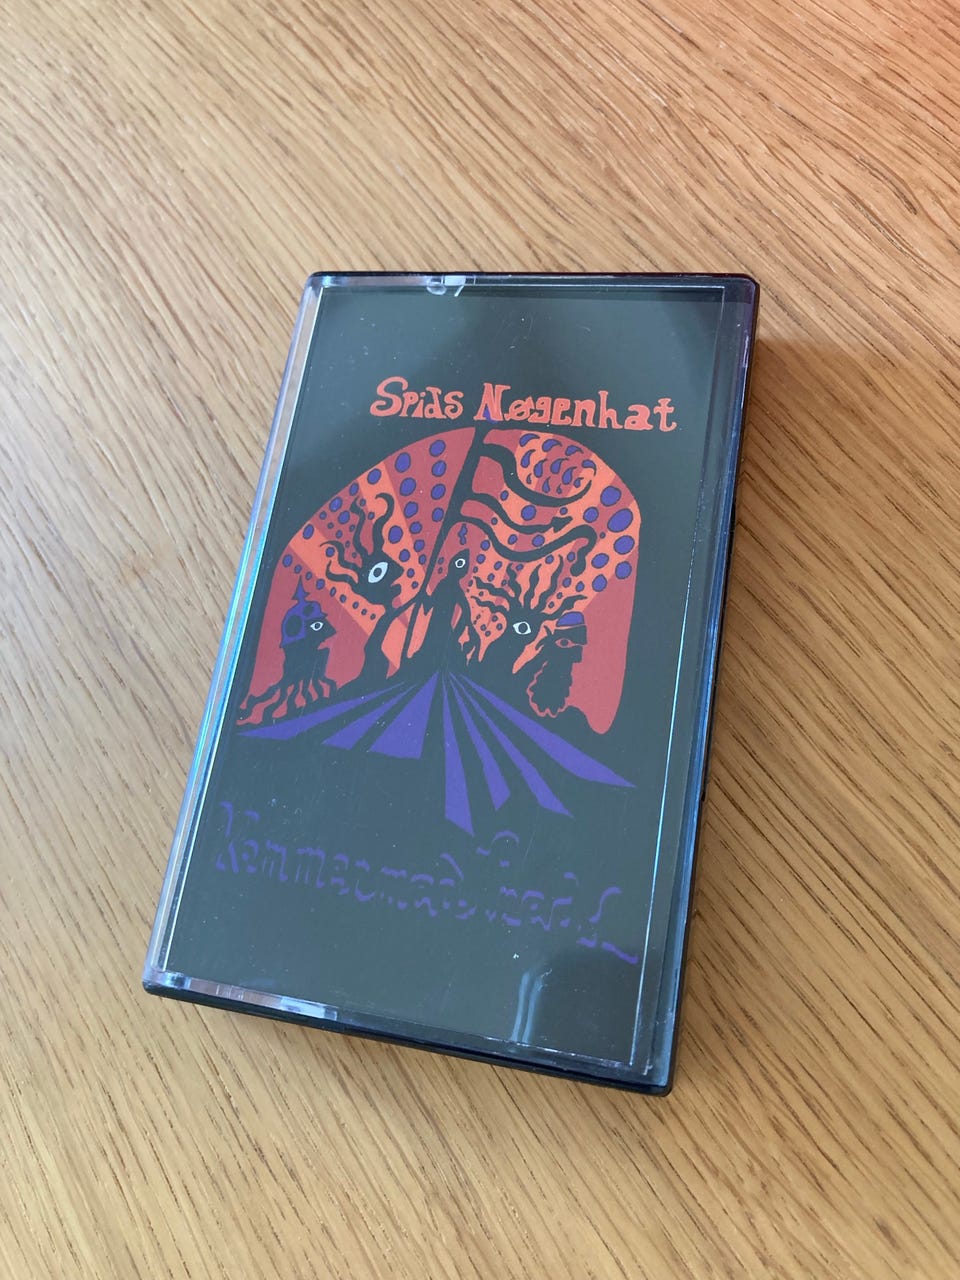 Spids Nøgenhat
Kommer med fred